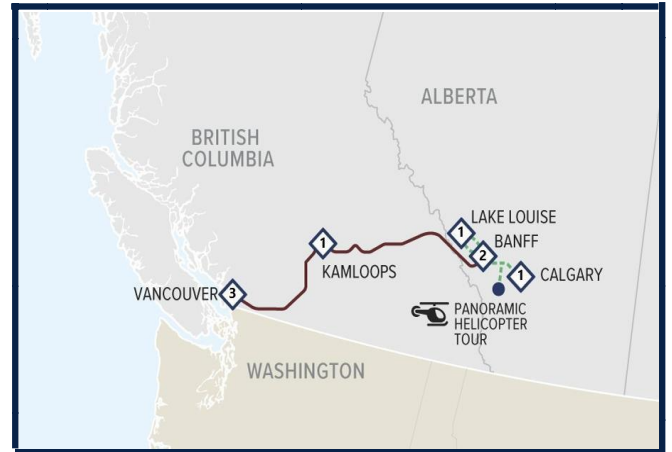 ALBERTA
BRITISH
COLUMBIA
LAKE LOUISE
1
BANFF
2
1
KAMLOOPS
1
CALGARY
VANCOUVER
3
PANORAMIC
HELICOPTER
TOUR
WASHINGTON